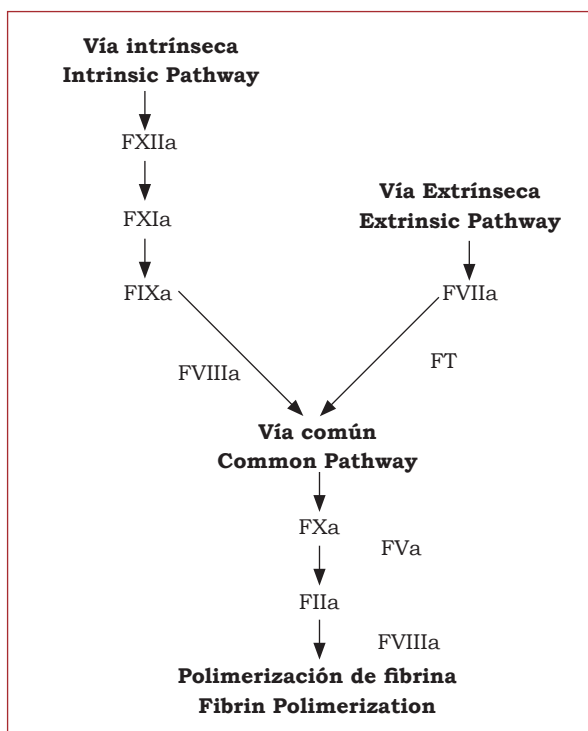 Vía intrínseca
Intrinsic Pathway
FXIIa
FXIa
FIXa
FVIIIa
Vía Extrínseca
Extrinsic Pathway
FVIIa
FT
Vía común
Common Pathway
FXa
FVa
FIIa
FVIIIa
Polimerización de fibrina
Fibrin Polimerization